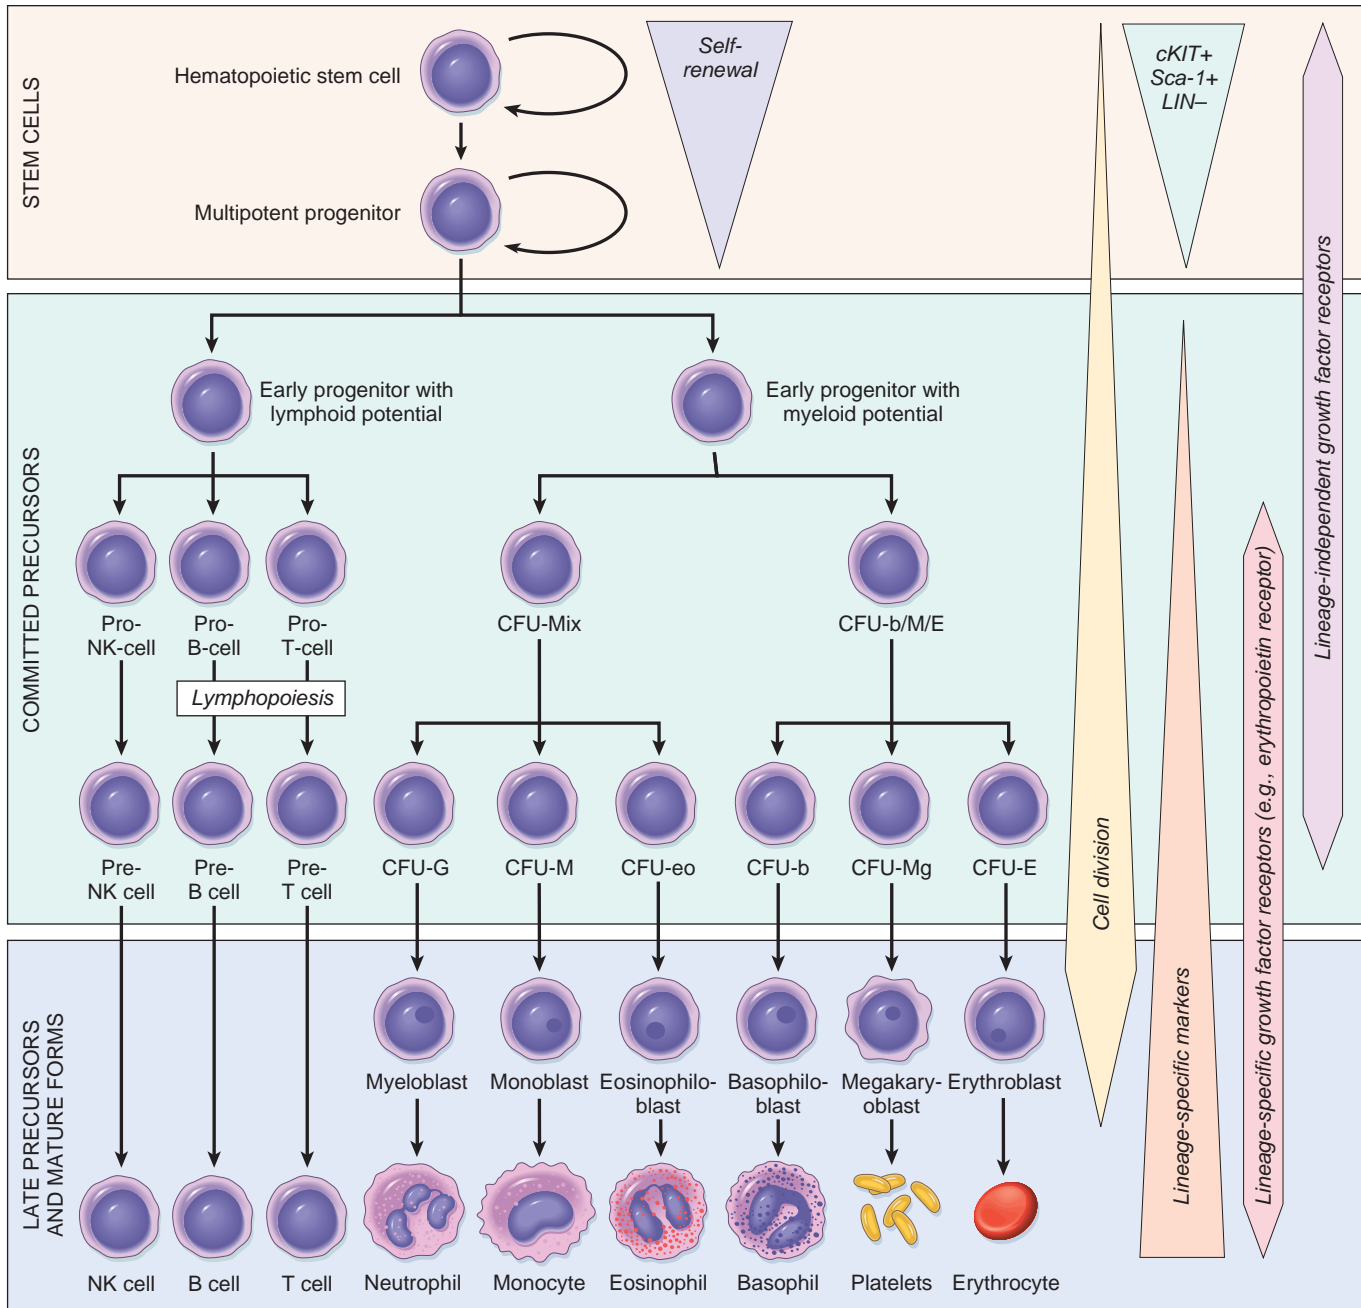 STEM CELLS
Hematopoietic stem cell
Multipotent progenitor
Self-
renewal
cKIT+
Sca-1+
LIN–
COMMITTED PRECURSORS
Early progenitor with
lymphoid potential
Early progenitor with
myeloid potential
Pro-
NK-cell
Pro-
B-cell
Pro-
T-cell
CFU-Mix
CFU-b/M/E
Lymphopoiesis
Pre-
NK cell
Pre-
B cell
Pre-
T cell
CFU-G
CFU-M
CFU-eo
CFU-b
CFU-Mg
CFU-E
LATE PRECURSORS
AND MATURE FORMS
Myeloblast
Monoblast
Eosinophilo-
blast
Basophilo-
blast
Megakary-
oblast
Erythroblast
NK cell
B cell
T cell
Neutrophil
Monocyte
Eosinophil
Basophil
Platelets
Erythrocyte
Cell division
Lineage-specific markers
Lineage-specific growth factor receptors (e.g., erythropoietin receptor)
Lineage-independent growth factor receptors